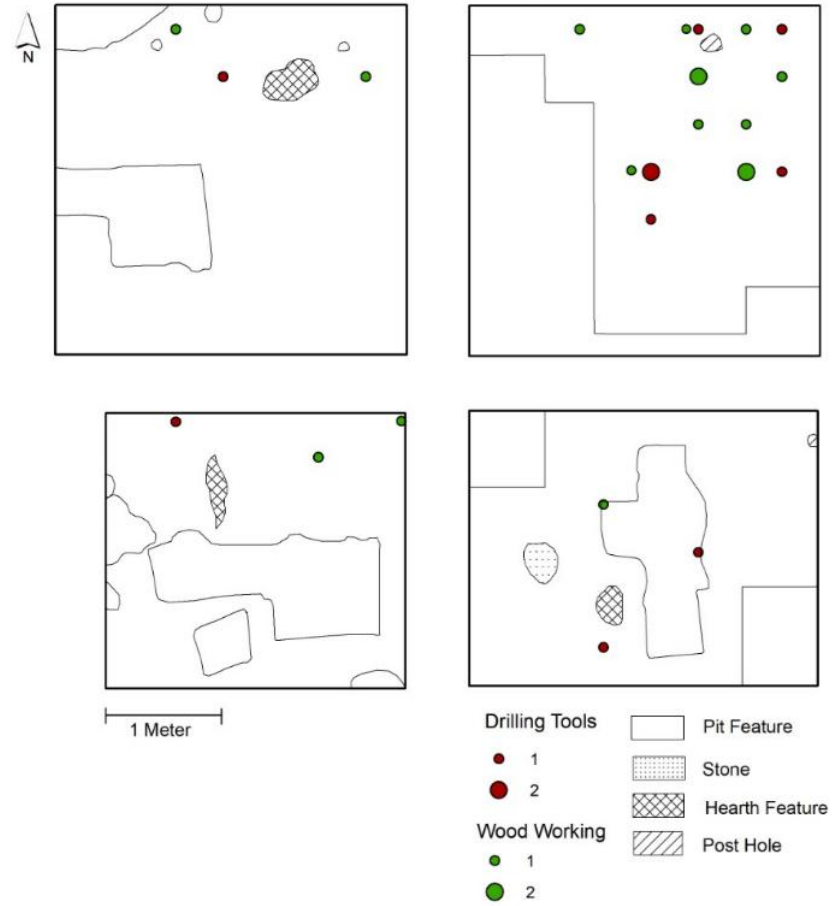 N
1 Meter
Drilling Tools
1
2
Wood Working
1
2
Pit Feature
Stone
Hearth Feature
Post Hole